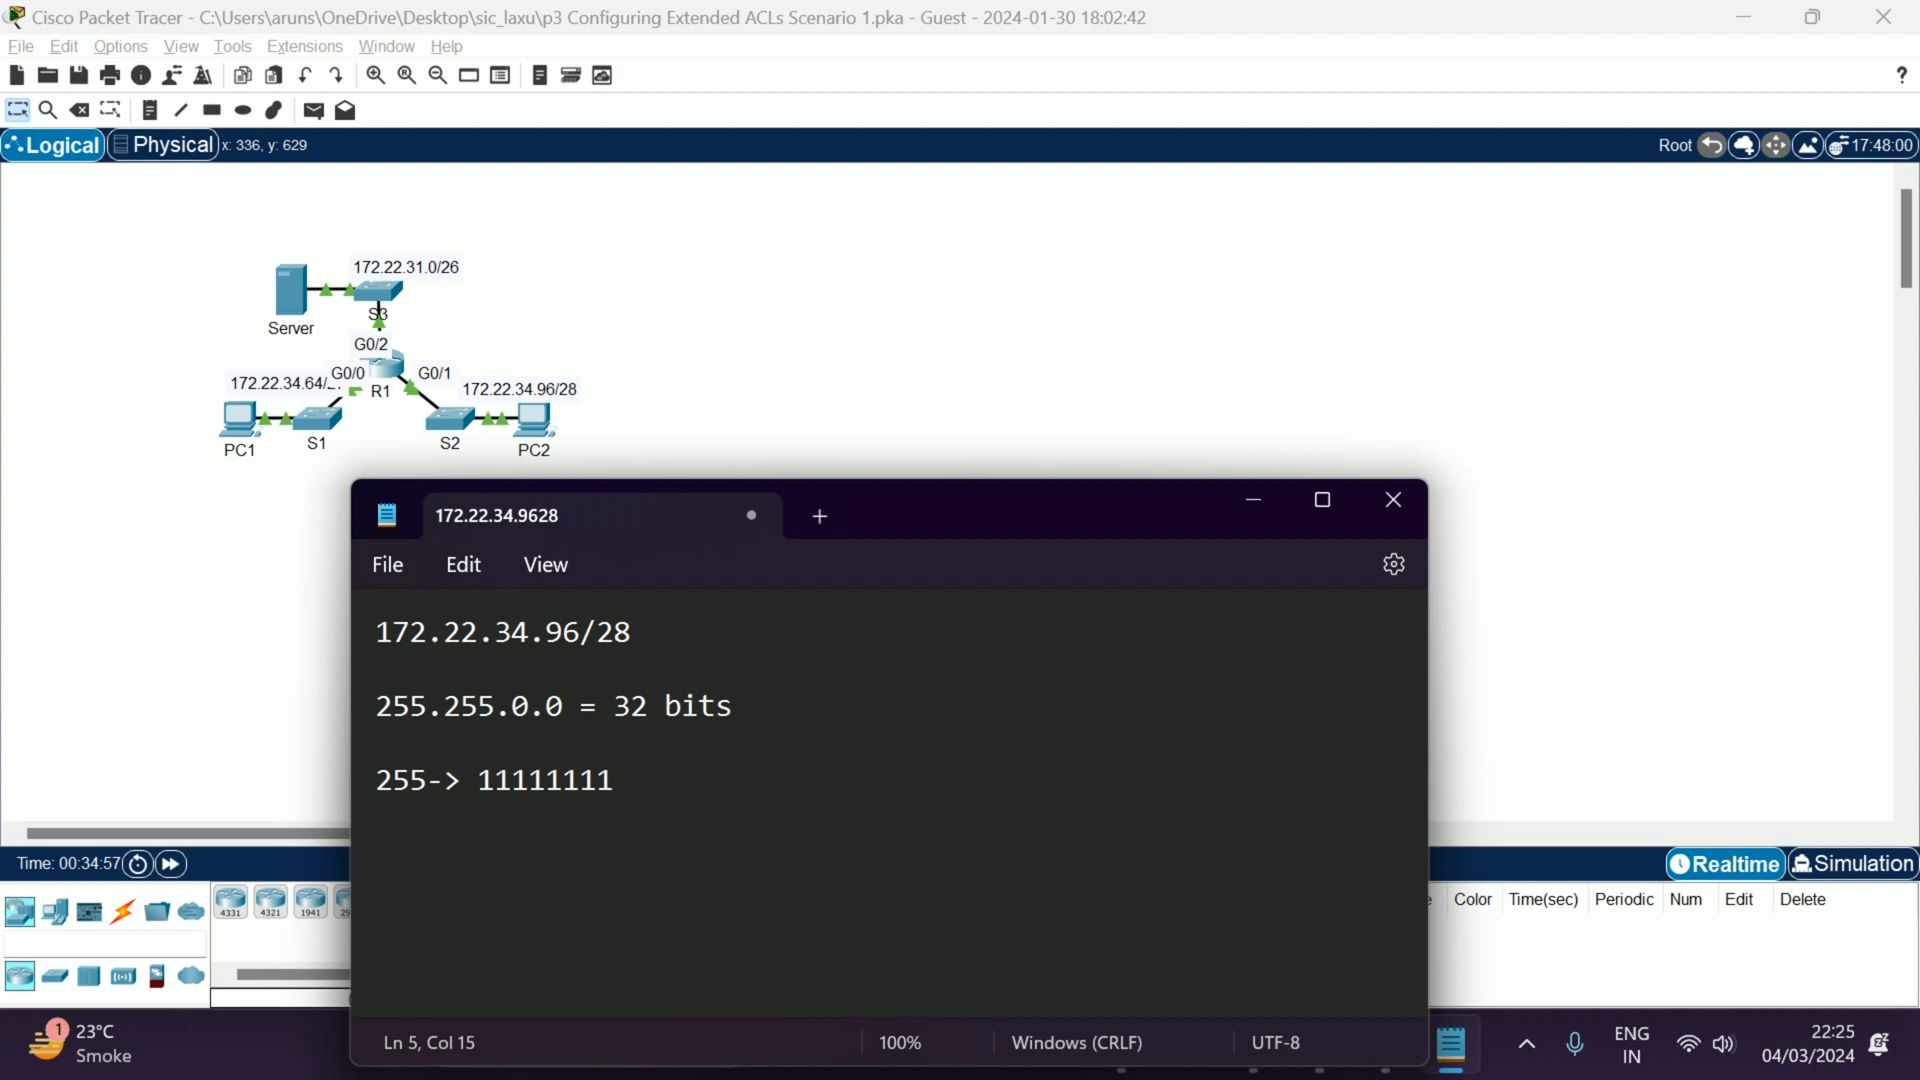 Cisco Packet Tracer - C:\Users\aruns\OneDrive\Desktop\sic_laxu\p3 Configuring Extended ACLs Scenario 1.pka - Guest - 2024-01-30 18:02:42
File Edit Options View Tools Extensions Window Help
?
Logical Physical x: 336, y: 629 Root 17:48:00
172.22.31.0/26
S3
Server
G0/2
G0/0 G0/1
172.22.34.64/
R1
172.22.34.96/28
PC1 S1 S2 PC2
172.22.34.9628
File Edit View
172.22.34.96/28
255.255.0.0 = 32 bits
255-> 11111111
Ln 5, Col 15 100% Windows (CRLF) UTF-8
Time: 00:34:57 Realtime Simulation
4331 4321 1941 Color Time(sec) Periodic Num Edit Delete
1 23°C
Smoke
ENG
IN
22:25
04/03/2024